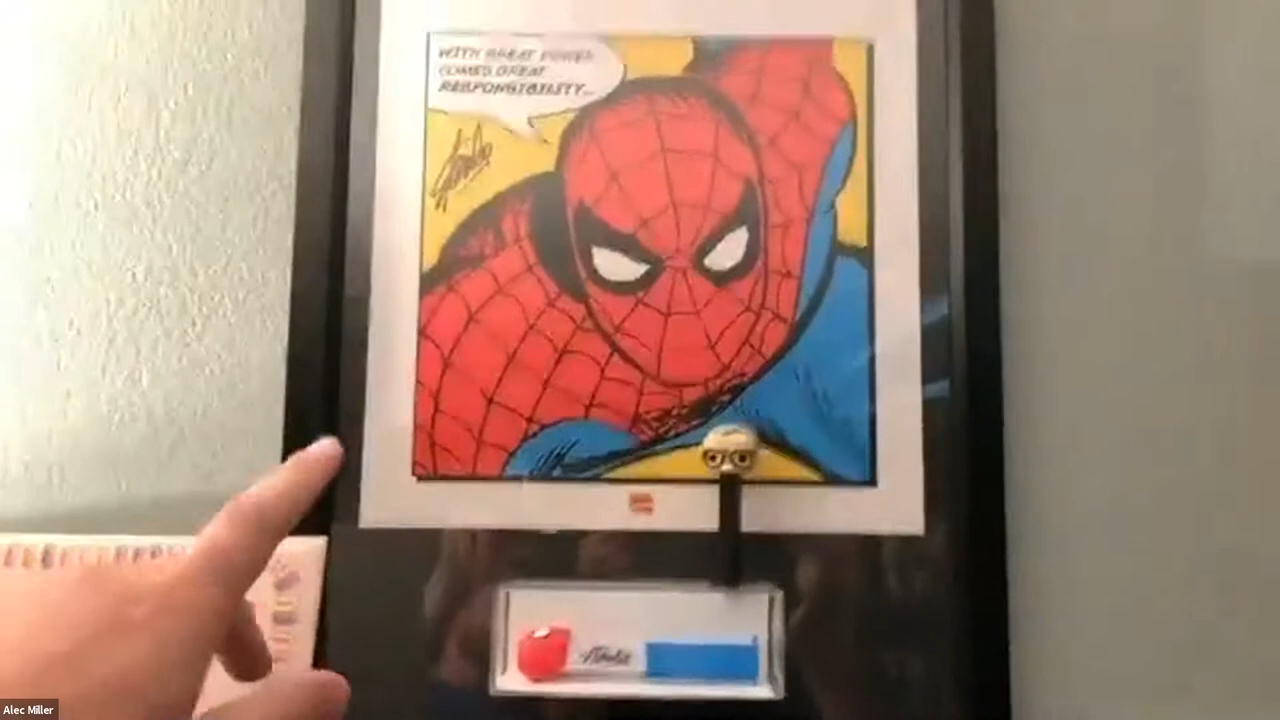 WITH GREAT POWER
COMES GREAT
RESPONSIBILITY...
Alec Miller